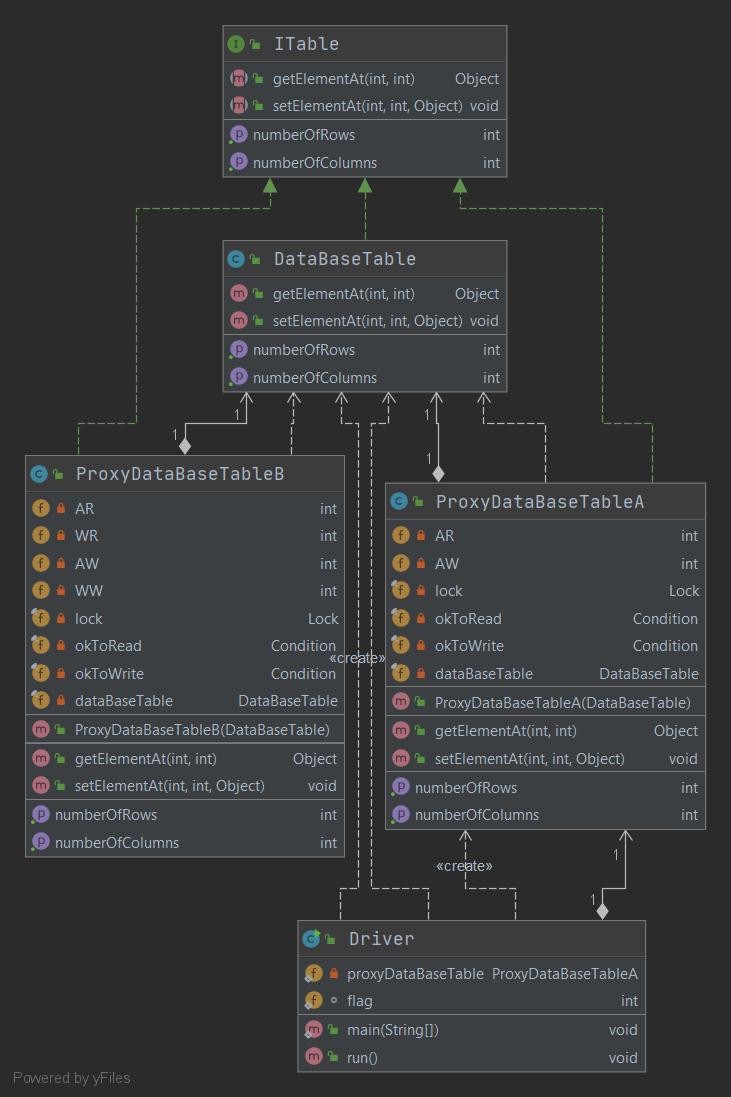 I ITable
m getElementAt(int, int) Object
m setElementAt(int, int, Object) void
p numberOfRows int
p numberOfColumns int
C DataBaseTable
m getElementAt(int, int) Object
m setElementAt(int, int, Object) void
p numberOfRows int
p numberOfColumns int
1
1
1
1
C ProxyDataBaseTableB
f AR int
f WR int
f AW int
f WW int
f lock Lock
f okToRead Condition
f okToWrite Condition
f dataBaseTable DataBaseTable
m ProxyDataBaseTableB(DataBaseTable)
m getElementAt(int, int) Object
m setElementAt(int, int, Object) void
p numberOfRows int
p numberOfColumns int
«create»
C ProxyDataBaseTableA
f AR int
f AW int
f lock Lock
f okToRead Condition
f okToWrite Condition
f dataBaseTable DataBaseTable
m ProxyDataBaseTableA(DataBaseTable)
m getElementAt(int, int) Object
m setElementAt(int, int, Object) void
p numberOfRows int
p numberOfColumns int
1
«create»
1
C Driver
f proxyDataBaseTable ProxyDataBaseTableA
f flag int
m main(String[]) void
m run() void
Powered by yFiles